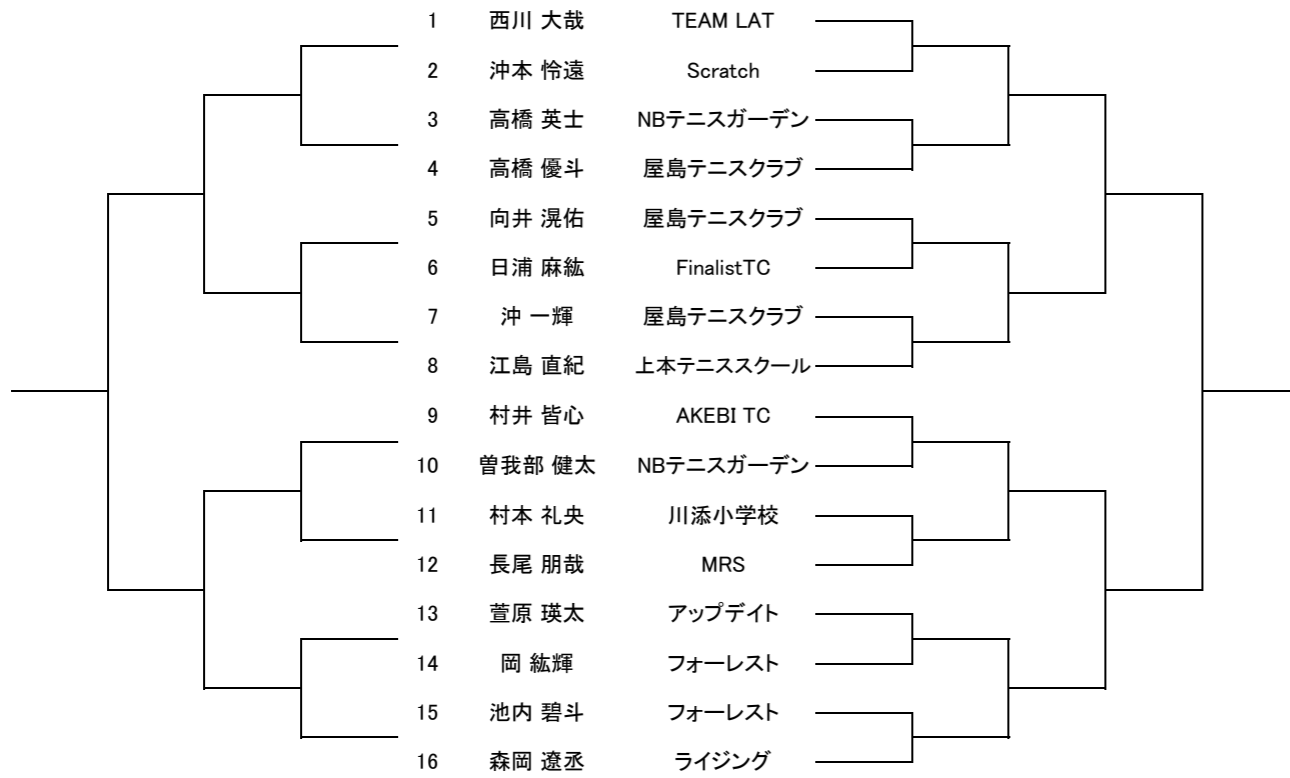 1 西川 大哉 TEAM LAT
2 沖本 怜遠 Scratch
3 高橋 英士 NBテニスガーデン
4 高橋 優斗 屋島テニスクラブ
5 向井 滉佑 屋島テニスクラブ
6 日浦 麻紘 FinalistTC
7 沖 一輝 屋島テニスクラブ
8 江島 直紀 上本テニススクール
9 村井 皆心 AKEBI TC
10 曽我部 健太 NBテニスガーデン
11 村本 礼央 川添小学校
12 長尾 朋哉 MRS
13 萱原 瑛太 アップデイト
14 岡 紘輝 フォーレスト
15 池内 碧斗 フォーレスト
16 森岡 遼丞 ライジング